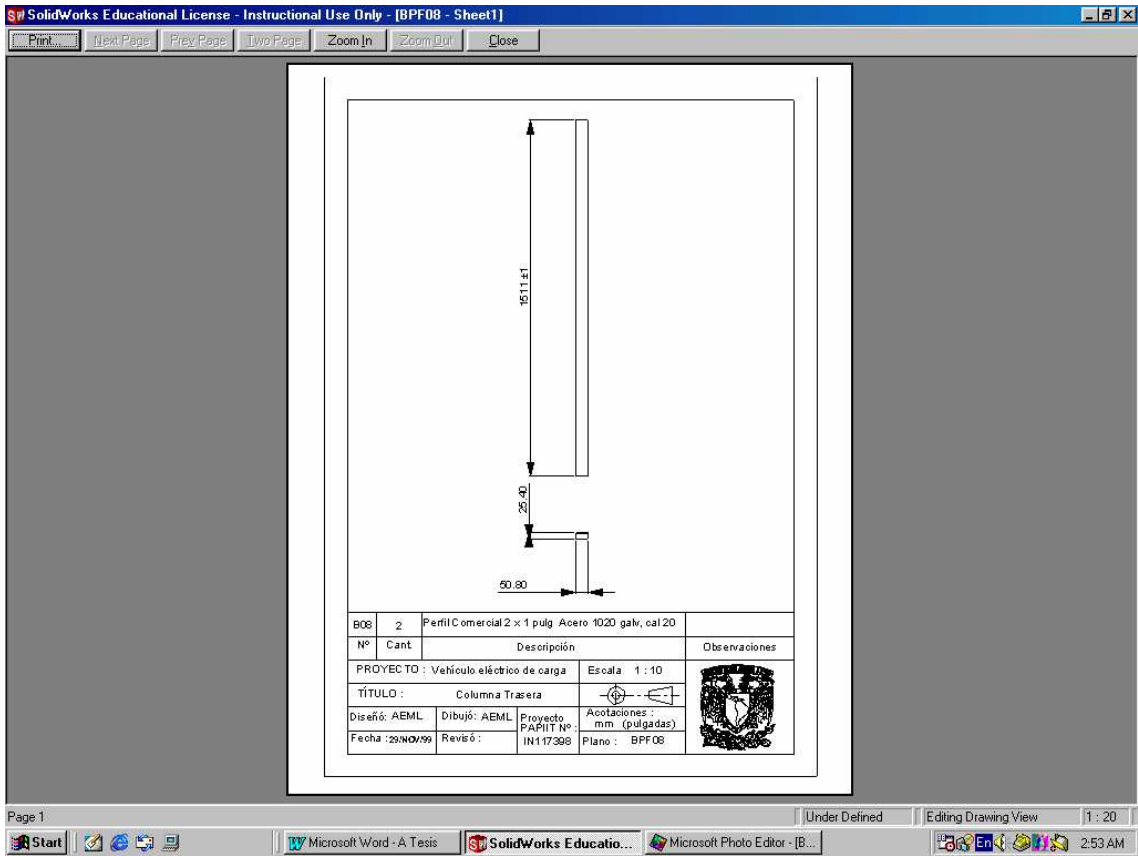 SolidWorks Educational License - Instructional Use Only - [BPF08 - Sheet1]
Print... Next Page Prev Page Two Page Zoom In Zoom Out Close
1511±1
25.40
50.80
B08 2 Perfil Comercial 2 x 1 pulg Acero 1020 galv, cal 20
Nº Cant Descripción Observaciones
PROYECTO : Vehículo eléctrico de carga Escala 1 : 10
TÍTULO : Columna Trasera
Diseñó: AEML Dibujó: AEML Proyecto PAPIIT Nº : IN117398 Acotaciones : mm (pulgadas)
Fecha : 29/NOV/99 Revisó : Plano : BPF08
Page 1 Under Defined Editing Drawing View 1 : 20
Start Microsoft Word - A Tesis SolidWorks Educatio... Microsoft Photo Editor - [B... En 2:53 AM